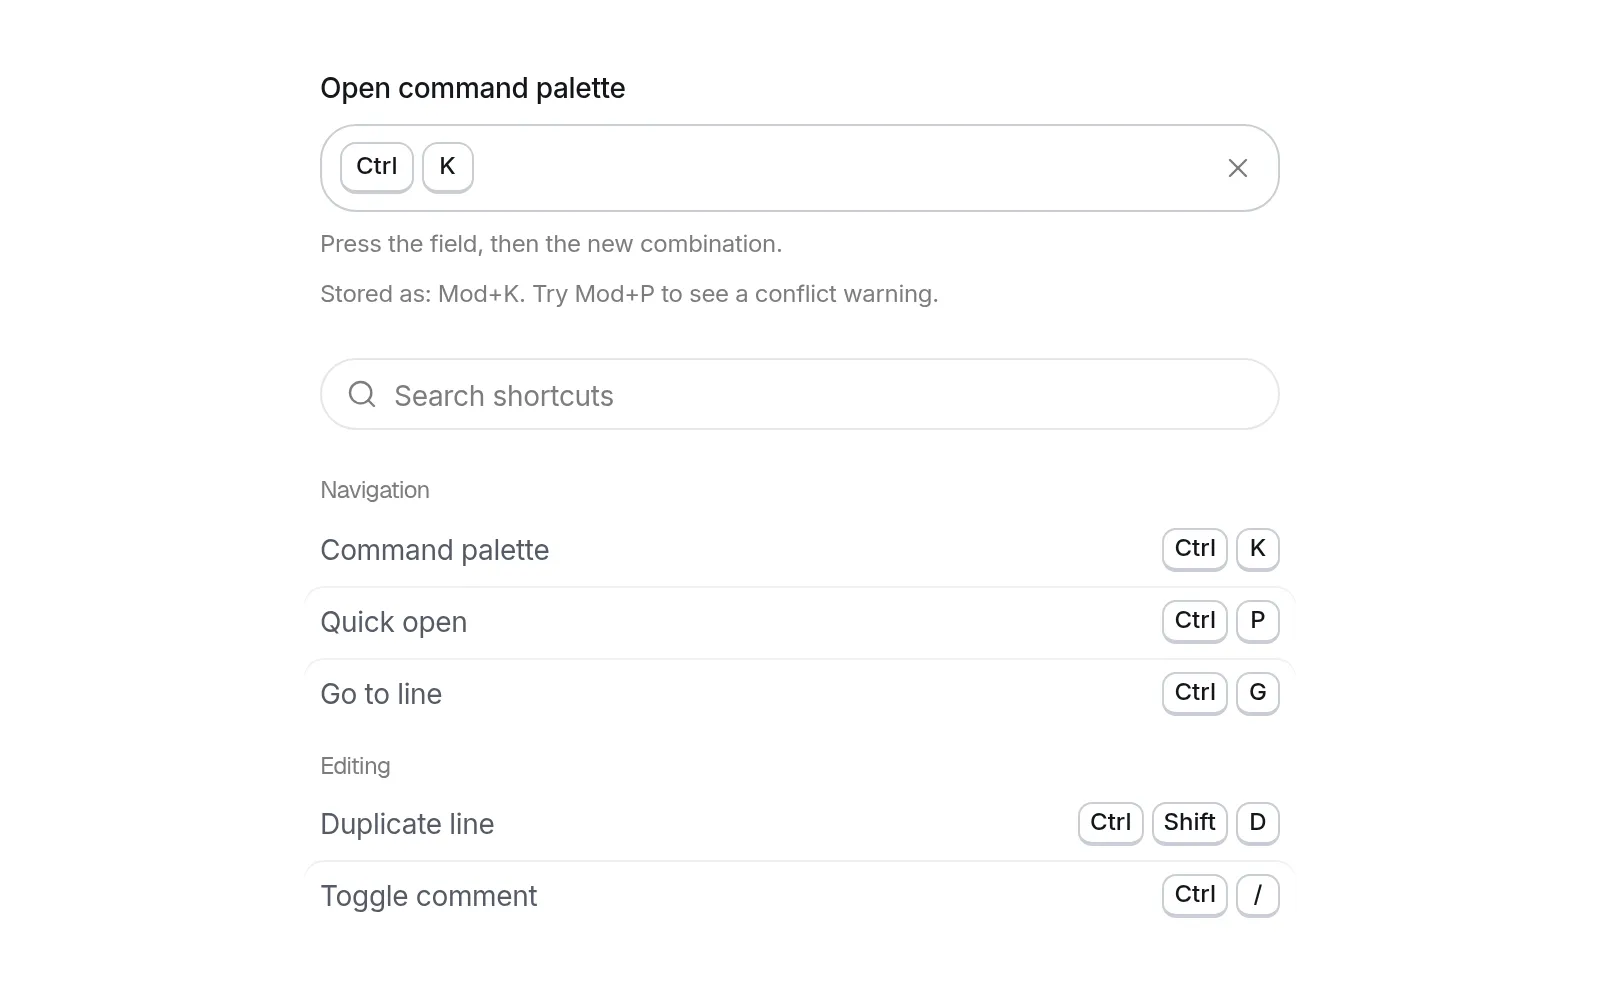 Open command palette
Ctrl K
Press the field, then the new combination.
Stored as: Mod+K. Try Mod+P to see a conflict warning.
Search shortcuts
Navigation
Command palette Ctrl K
Quick open Ctrl P
Go to line Ctrl G
Editing
Duplicate line Ctrl Shift D
Toggle comment Ctrl /